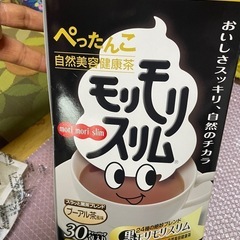 ぺったんこ
自然美容健康茶
おいしさスッキリ、自然のチカラ
モリモリ
mori mori slim
スリム
プーアル茶風味
30
黒モリモリスリム